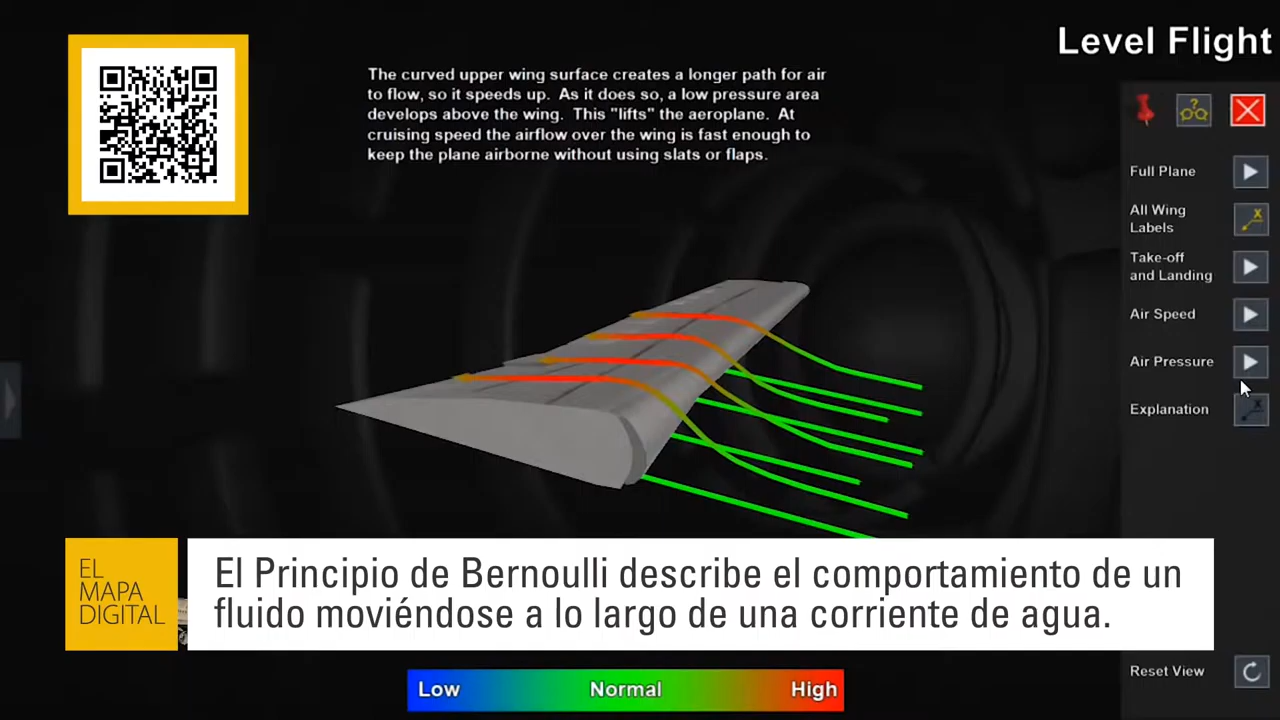 Level Flight
The curved upper wing surface creates a longer path for air
to flow, so it speeds up. As it does so, a low pressure area
develops above the wing. This "lifts" the aeroplane. At
cruising speed the airflow over the wing is fast enough to
keep the plane airborne without using slats or flaps.
Full Plane
All Wing
Labels
Take-off
and Landing
Air Speed
Air Pressure
Explanation
EL
MAPA
DIGITAL
El Principio de Bernoulli describe el comportamiento de un
fluido moviéndose a lo largo de una corriente de agua.
Low Normal High
Reset View